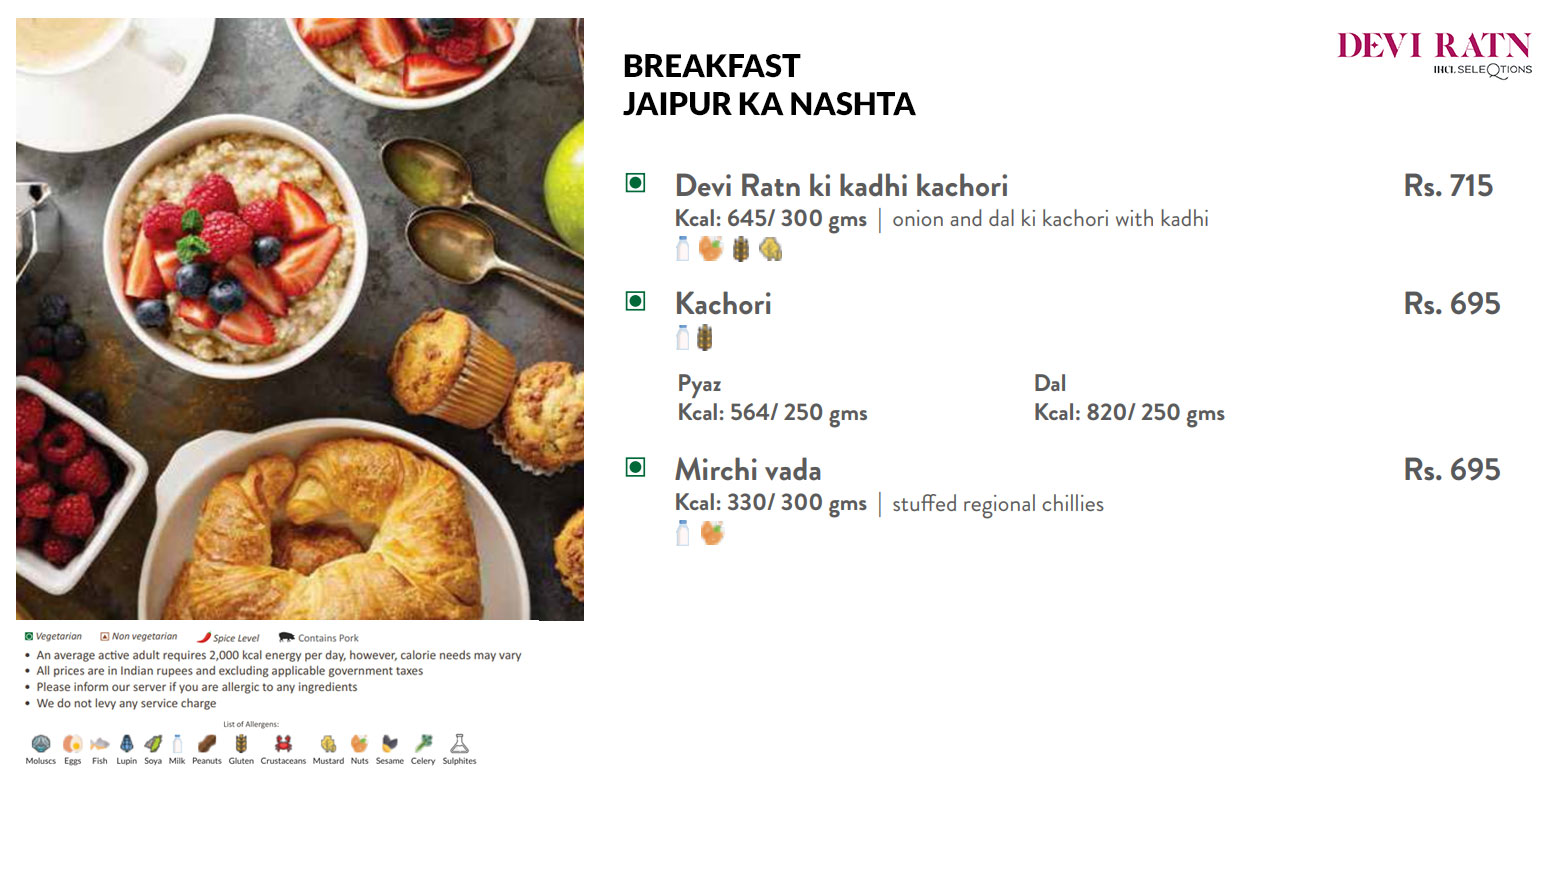 DEVI RATN
IHCL SELEQTIONS
BREAKFAST
JAIPUR KA NASHTA
Devi Ratn ki kadhi kachori Rs. 715
Kcal: 645/ 300 gms | onion and dal ki kachori with kadhi
Kachori Rs. 695
Pyaz Dal
Kcal: 564/ 250 gms Kcal: 820/ 250 gms
Mirchi vada Rs. 695
Kcal: 330/ 300 gms | stuffed regional chillies
Vegetarian Non vegetarian Spice Level Contains Pork
• An average active adult requires 2,000 kcal energy per day, however, calorie needs may vary
• All prices are in Indian rupees and excluding applicable government taxes
• Please inform our server if you are allergic to any ingredients
• We do not levy any service charge
List of Allergens:
Moluscs Eggs Fish Lupin Soya Milk Peanuts Gluten Crustaceans Mustard Nuts Sesame Celery Sulphites